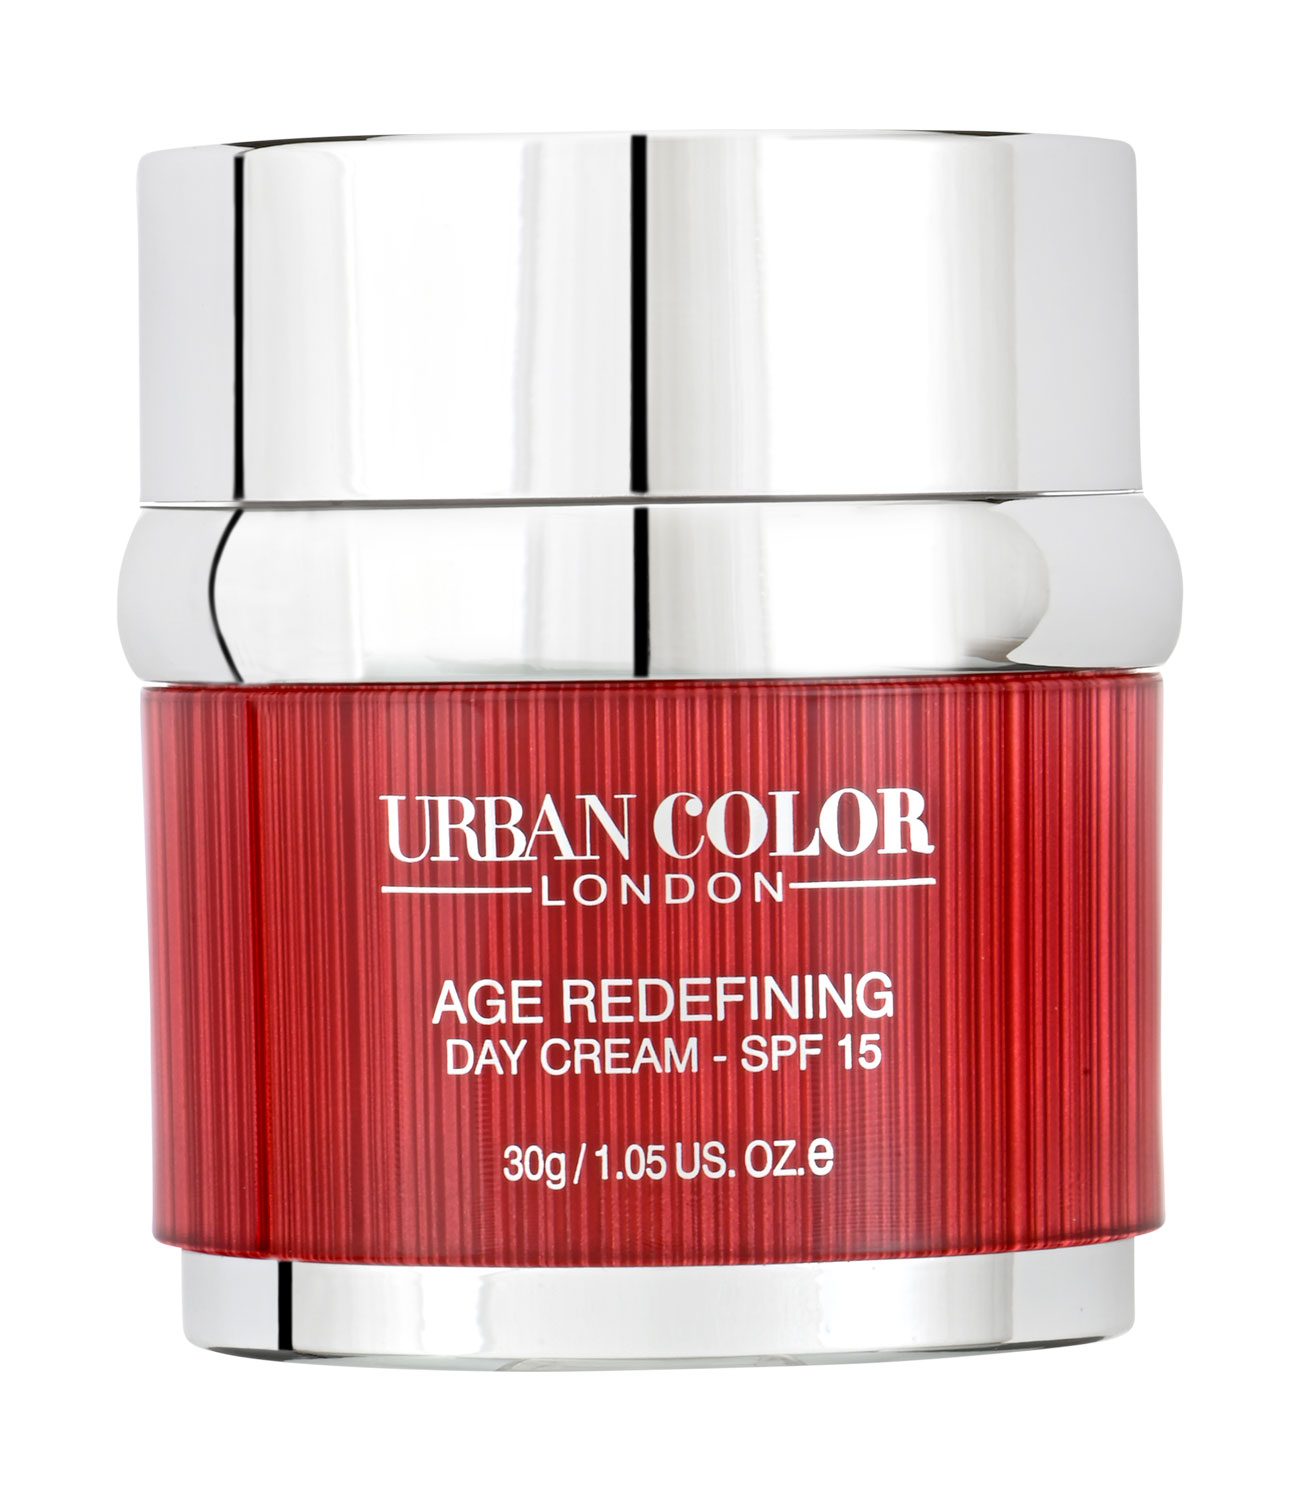 URBAN COLOR
LONDON
AGE REDEFINING
DAY CREAM - SPF 15
30g / 1.05 US. OZ. e